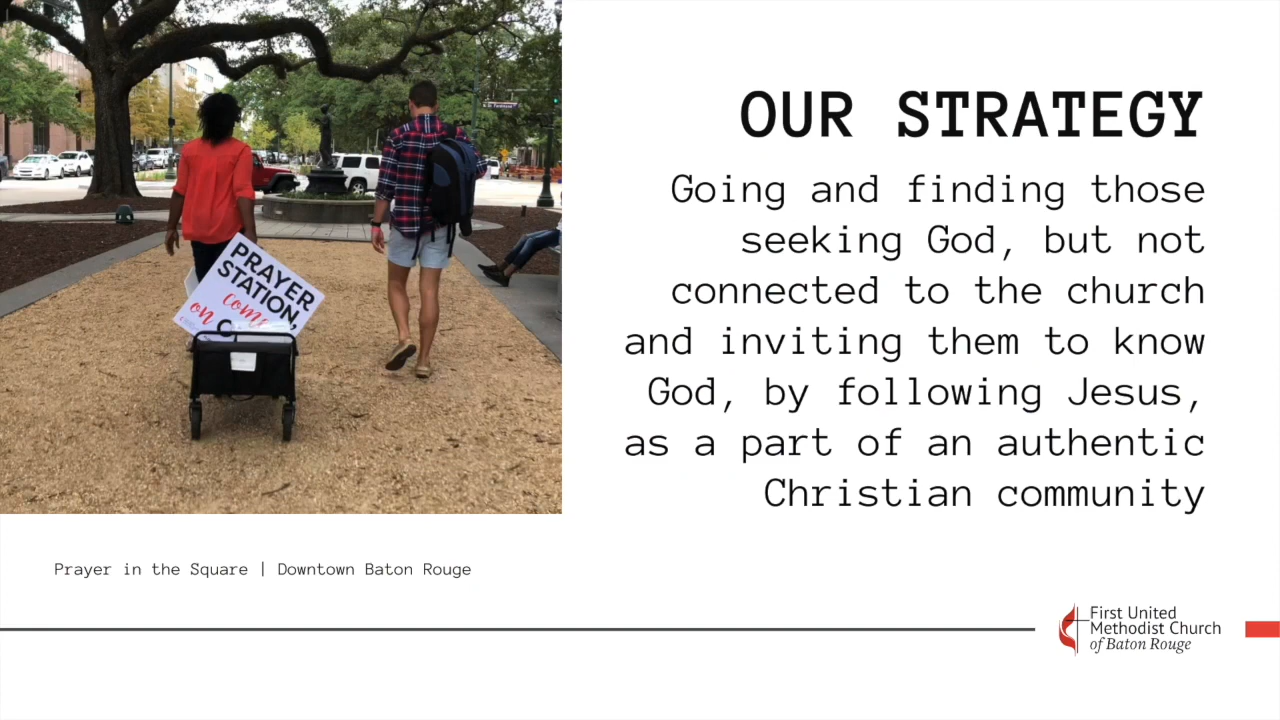 OUR STRATEGY
Going and finding those
seeking God, but not
connected to the church
and inviting them to know
God, by following Jesus,
as a part of an authentic
Christian community
PRAYER
STATION,
come
on
Prayer in the Square | Downtown Baton Rouge
First United
Methodist Church
of Baton Rouge